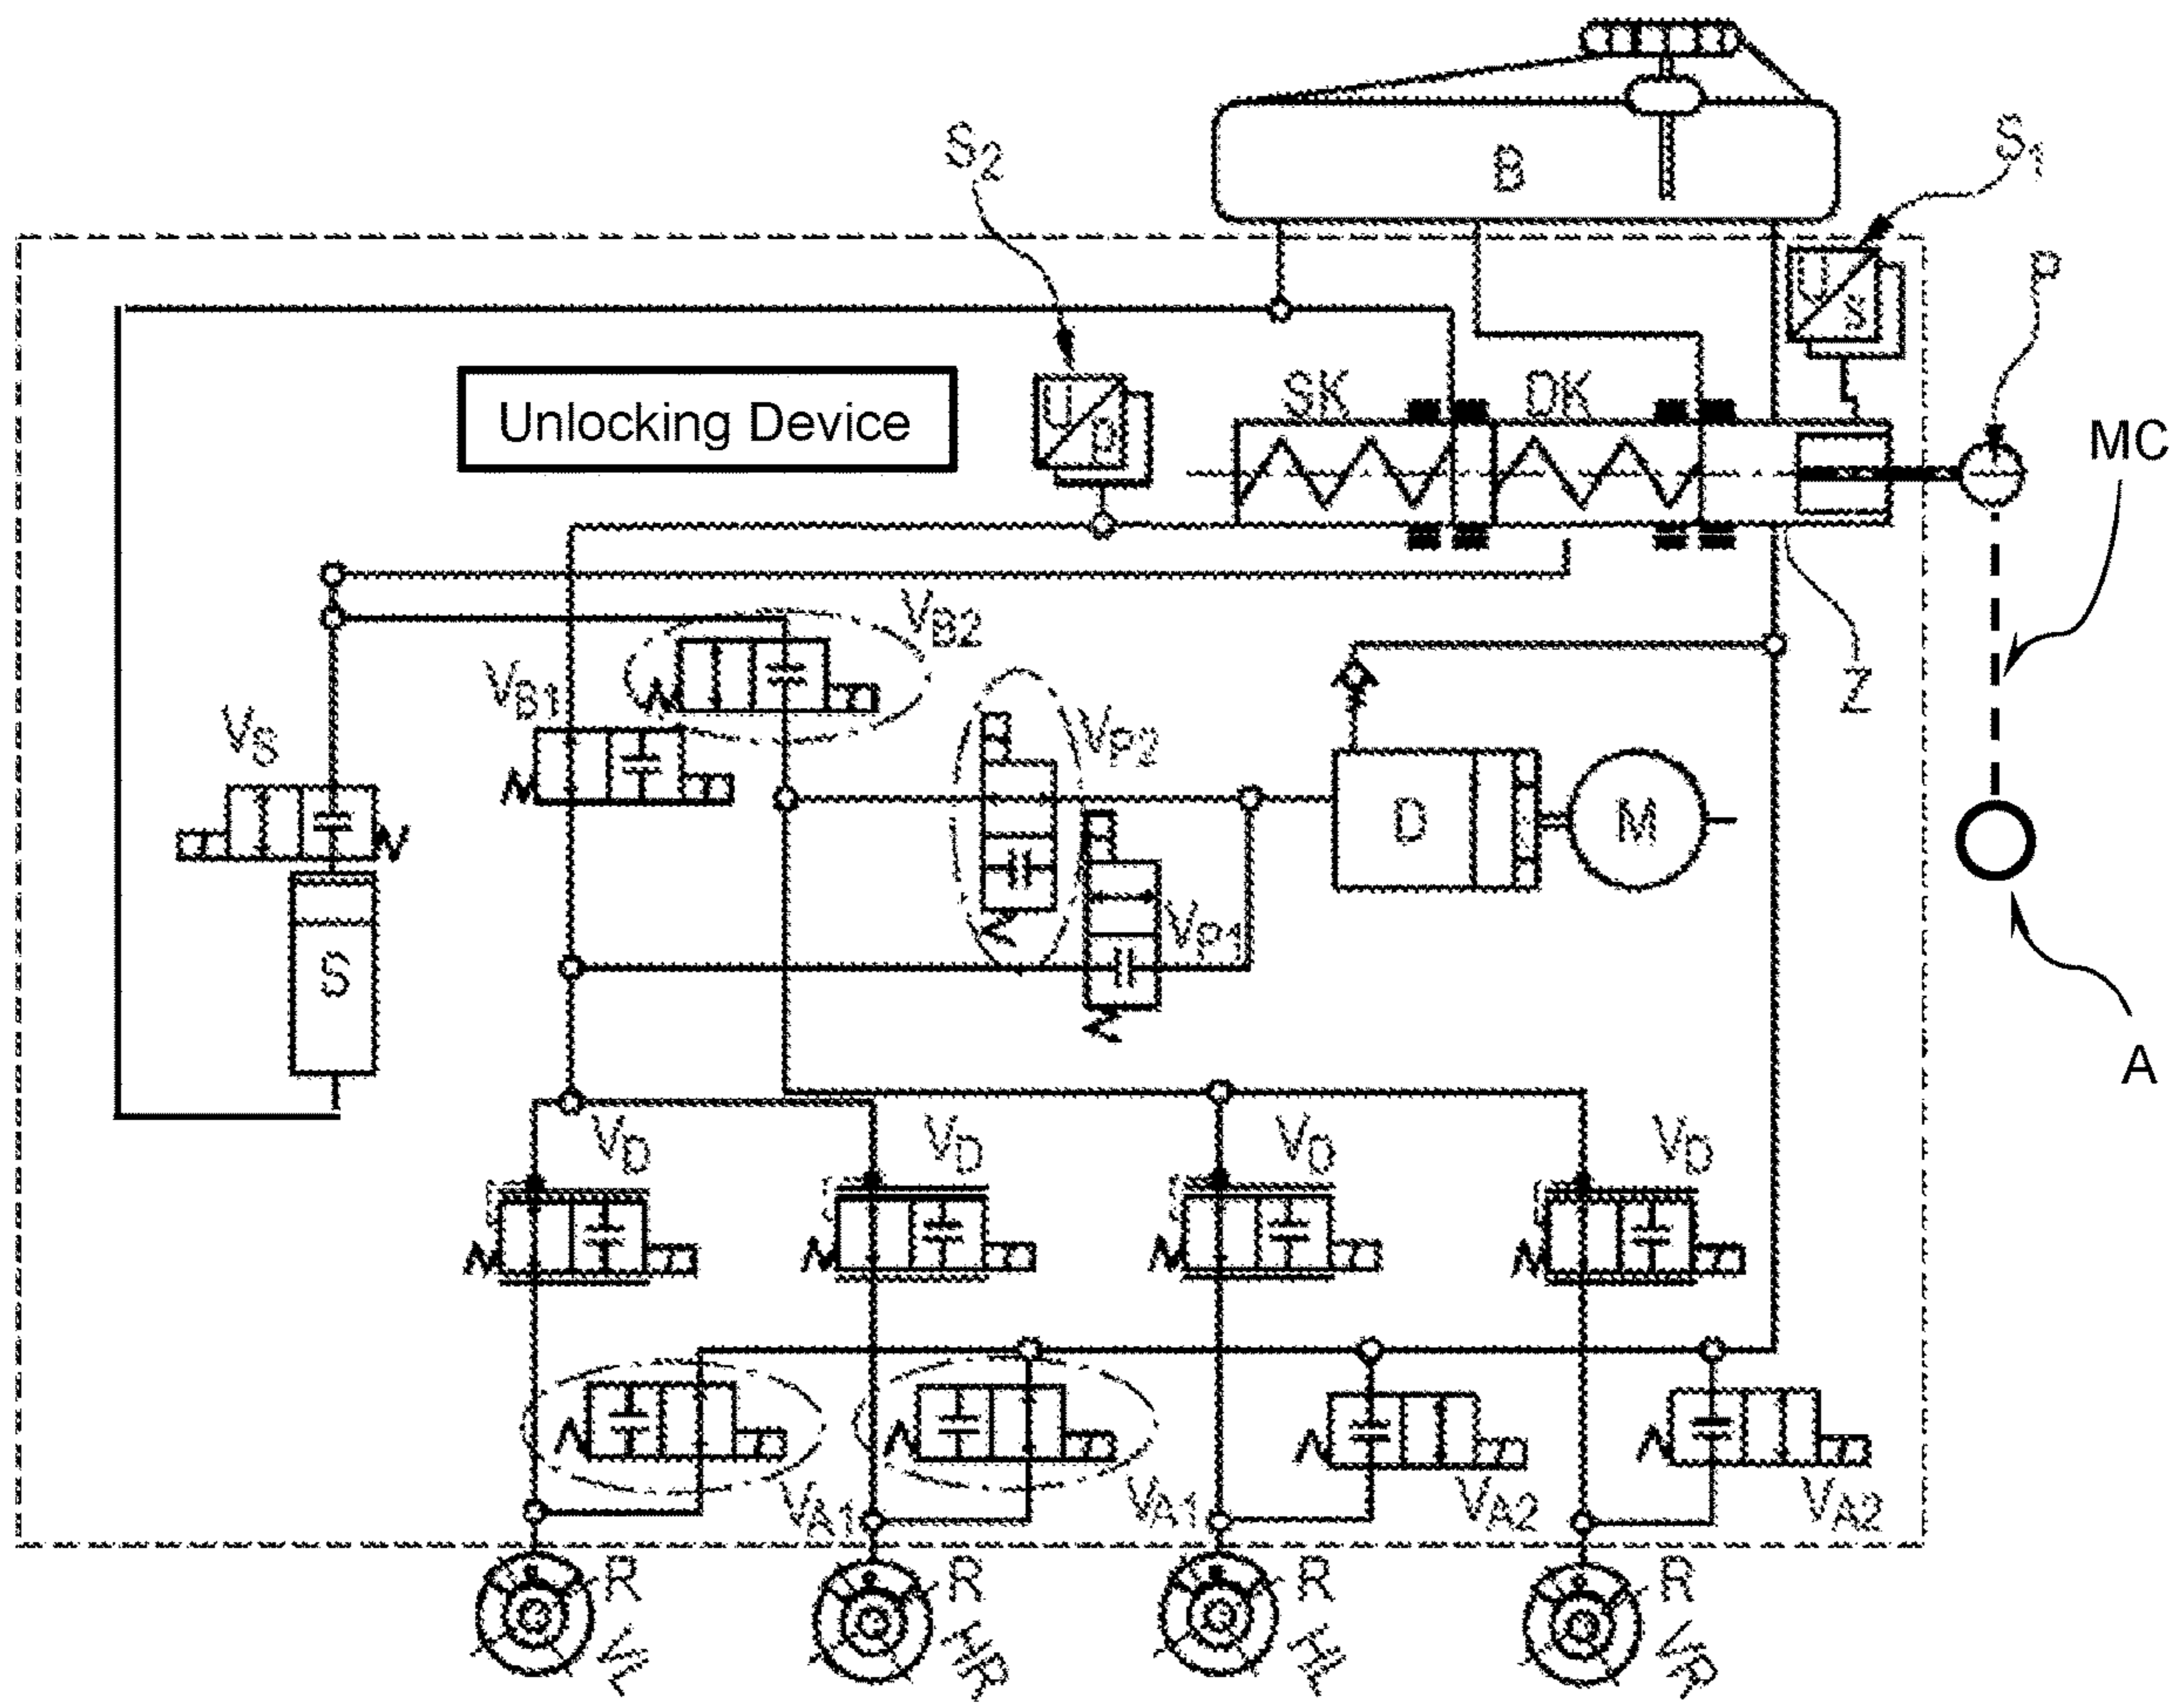 B
S2
S1
U
S
P
SK
DK
U
P
Unlocking Device
MC
VB2
VB1
Z
VS
VP2
D
M
VP1
S
A
VD
VD
VD
VD
VA1
VA1
VA2
VA2
R
R
R
R
VL
HR
HL
VR